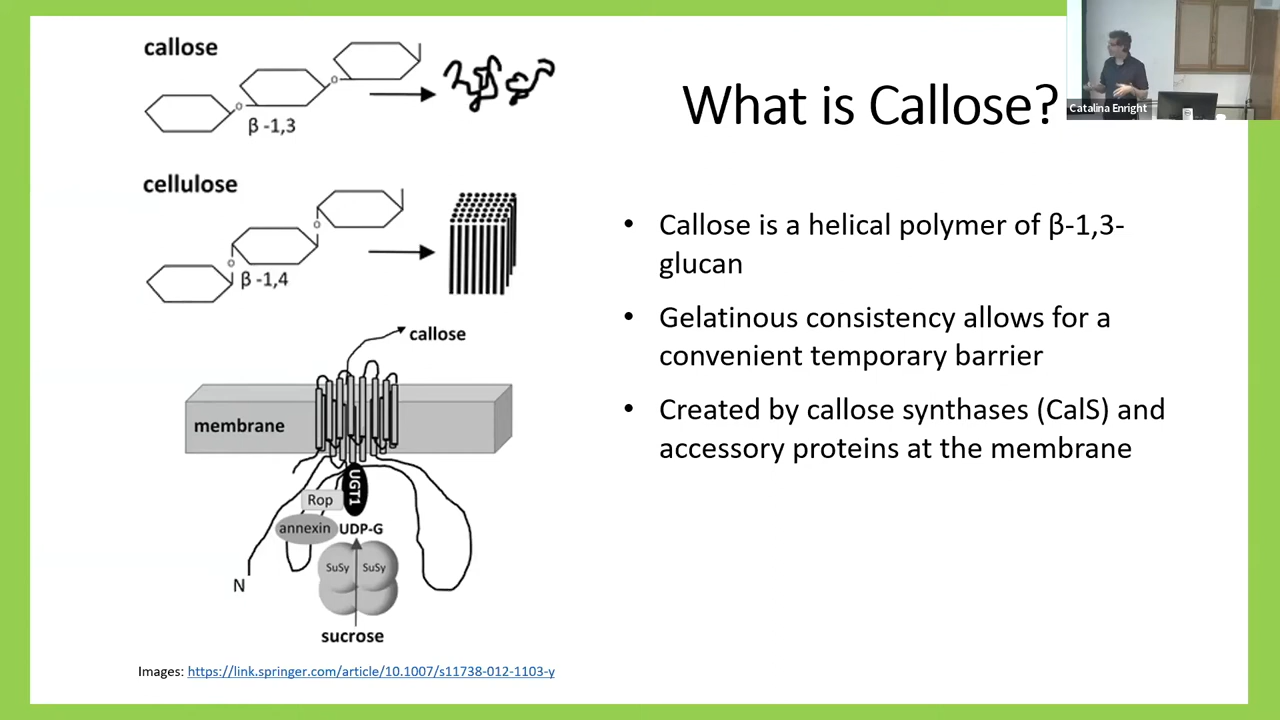 callose
β -1,3
cellulose
β -1,4
callose
membrane
UGT1
Rop
annexin
UDP-G
SuSy
SuSy
N
sucrose
Images: https://link.springer.com/article/10.1007/s11738-012-1103-y
What is Callose?
Catalina Enright
• Callose is a helical polymer of β-1,3-
glucan
• Gelatinous consistency allows for a
convenient temporary barrier
• Created by callose synthases (CalS) and
accessory proteins at the membrane